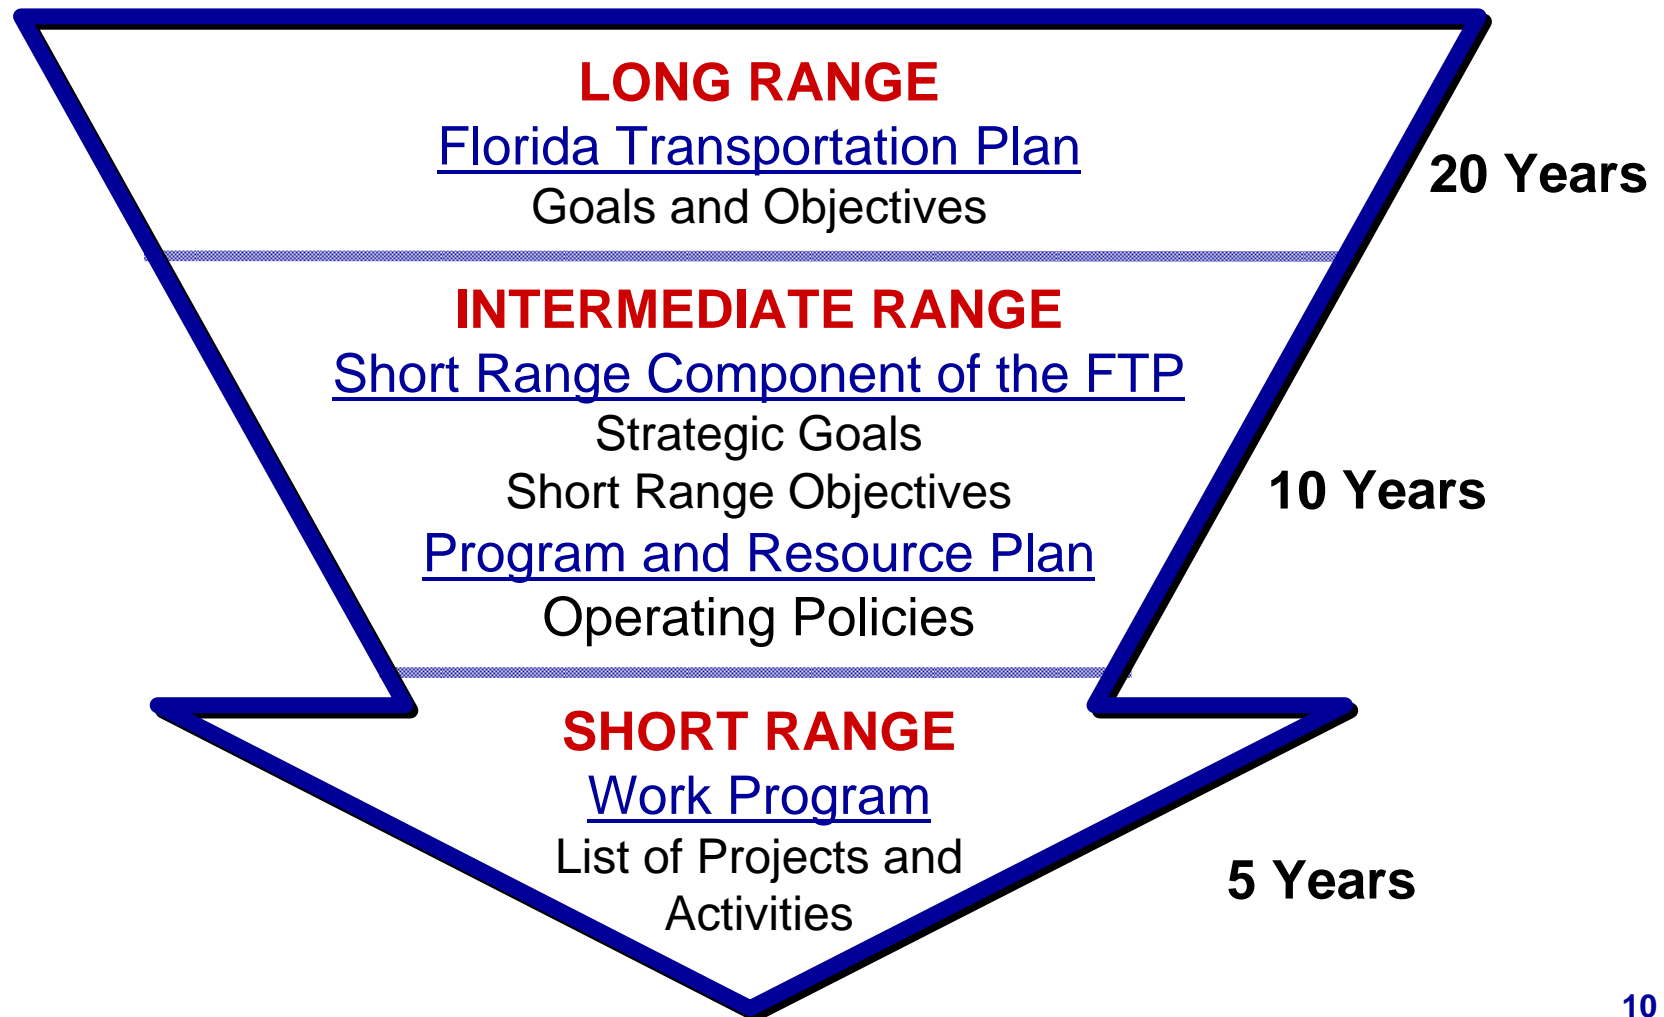 LONG RANGE
Florida Transportation Plan
Goals and Objectives
20 Years
INTERMEDIATE RANGE
Short Range Component of the FTP
Strategic Goals
Short Range Objectives
10 Years
Program and Resource Plan
Operating Policies
SHORT RANGE
Work Program
List of Projects and
Activities
5 Years
10